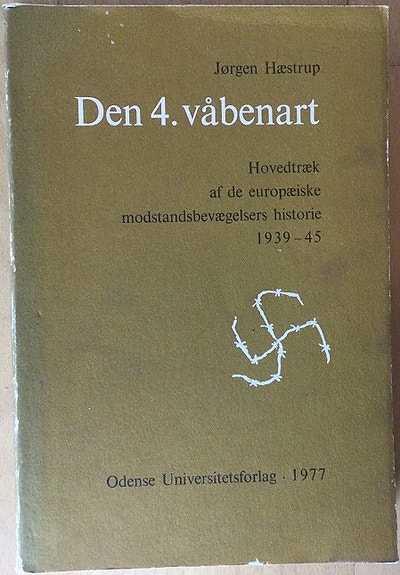 Jørgen Hæstrup
Den 4. våbenart
Hovedtræk
af de europæiske
modstandsbevægelsers historie
1939-45
Odense Universitetsforlag · 1977